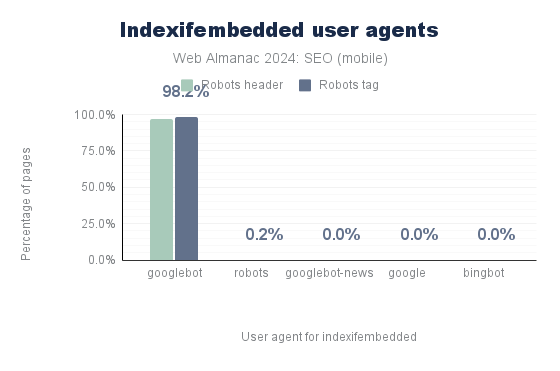 Indexifembedded user agents
Web Almanac 2024: SEO (mobile)
Robots header Robots tag
98.2%
100.0%
75.0%
50.0%
25.0%
0.0%
0.2% 0.0% 0.0% 0.0%
googlebot robots googlebot-news google bingbot
Percentage of pages
User agent for indexifembedded